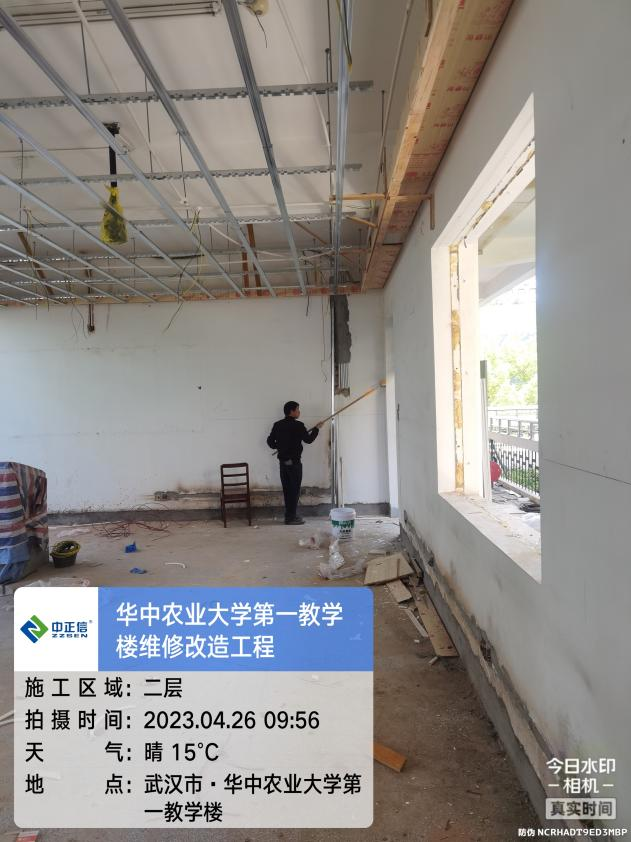 中正信®
ZZSEN
华中农业大学第一教学
楼维修改造工程
施工区域：二层
拍摄时间：2023.04.26 09:56
天气：晴 15°C
地点：武汉市·华中农业大学第
一教学楼
今日水印
-相机-
真实时间
防伪 NCRHADT9ED3MBP